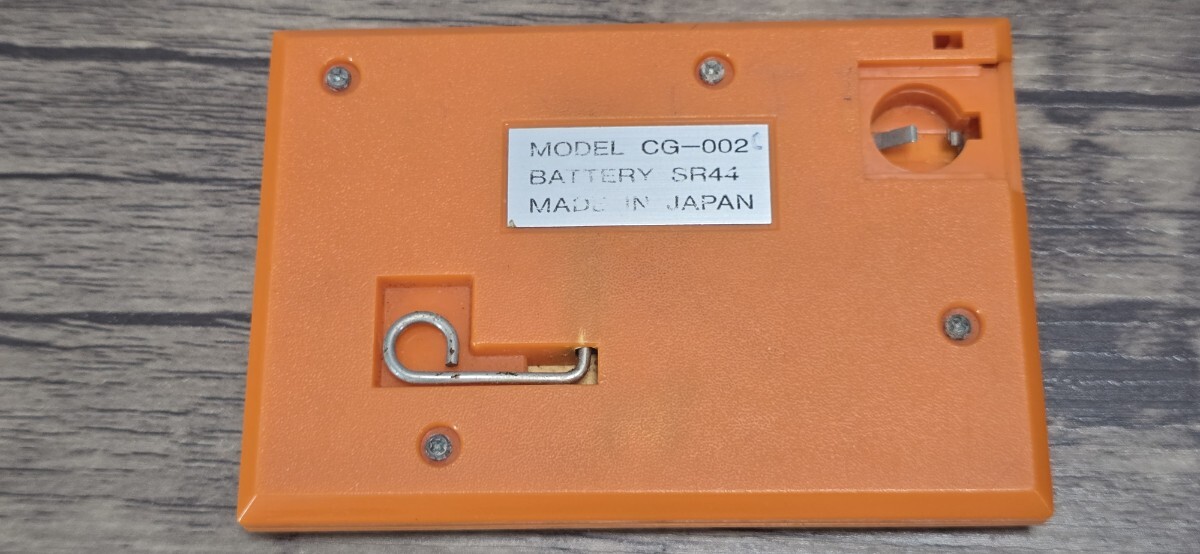 MODEL CG-002
BATTERY SR44
MADE IN JAPAN